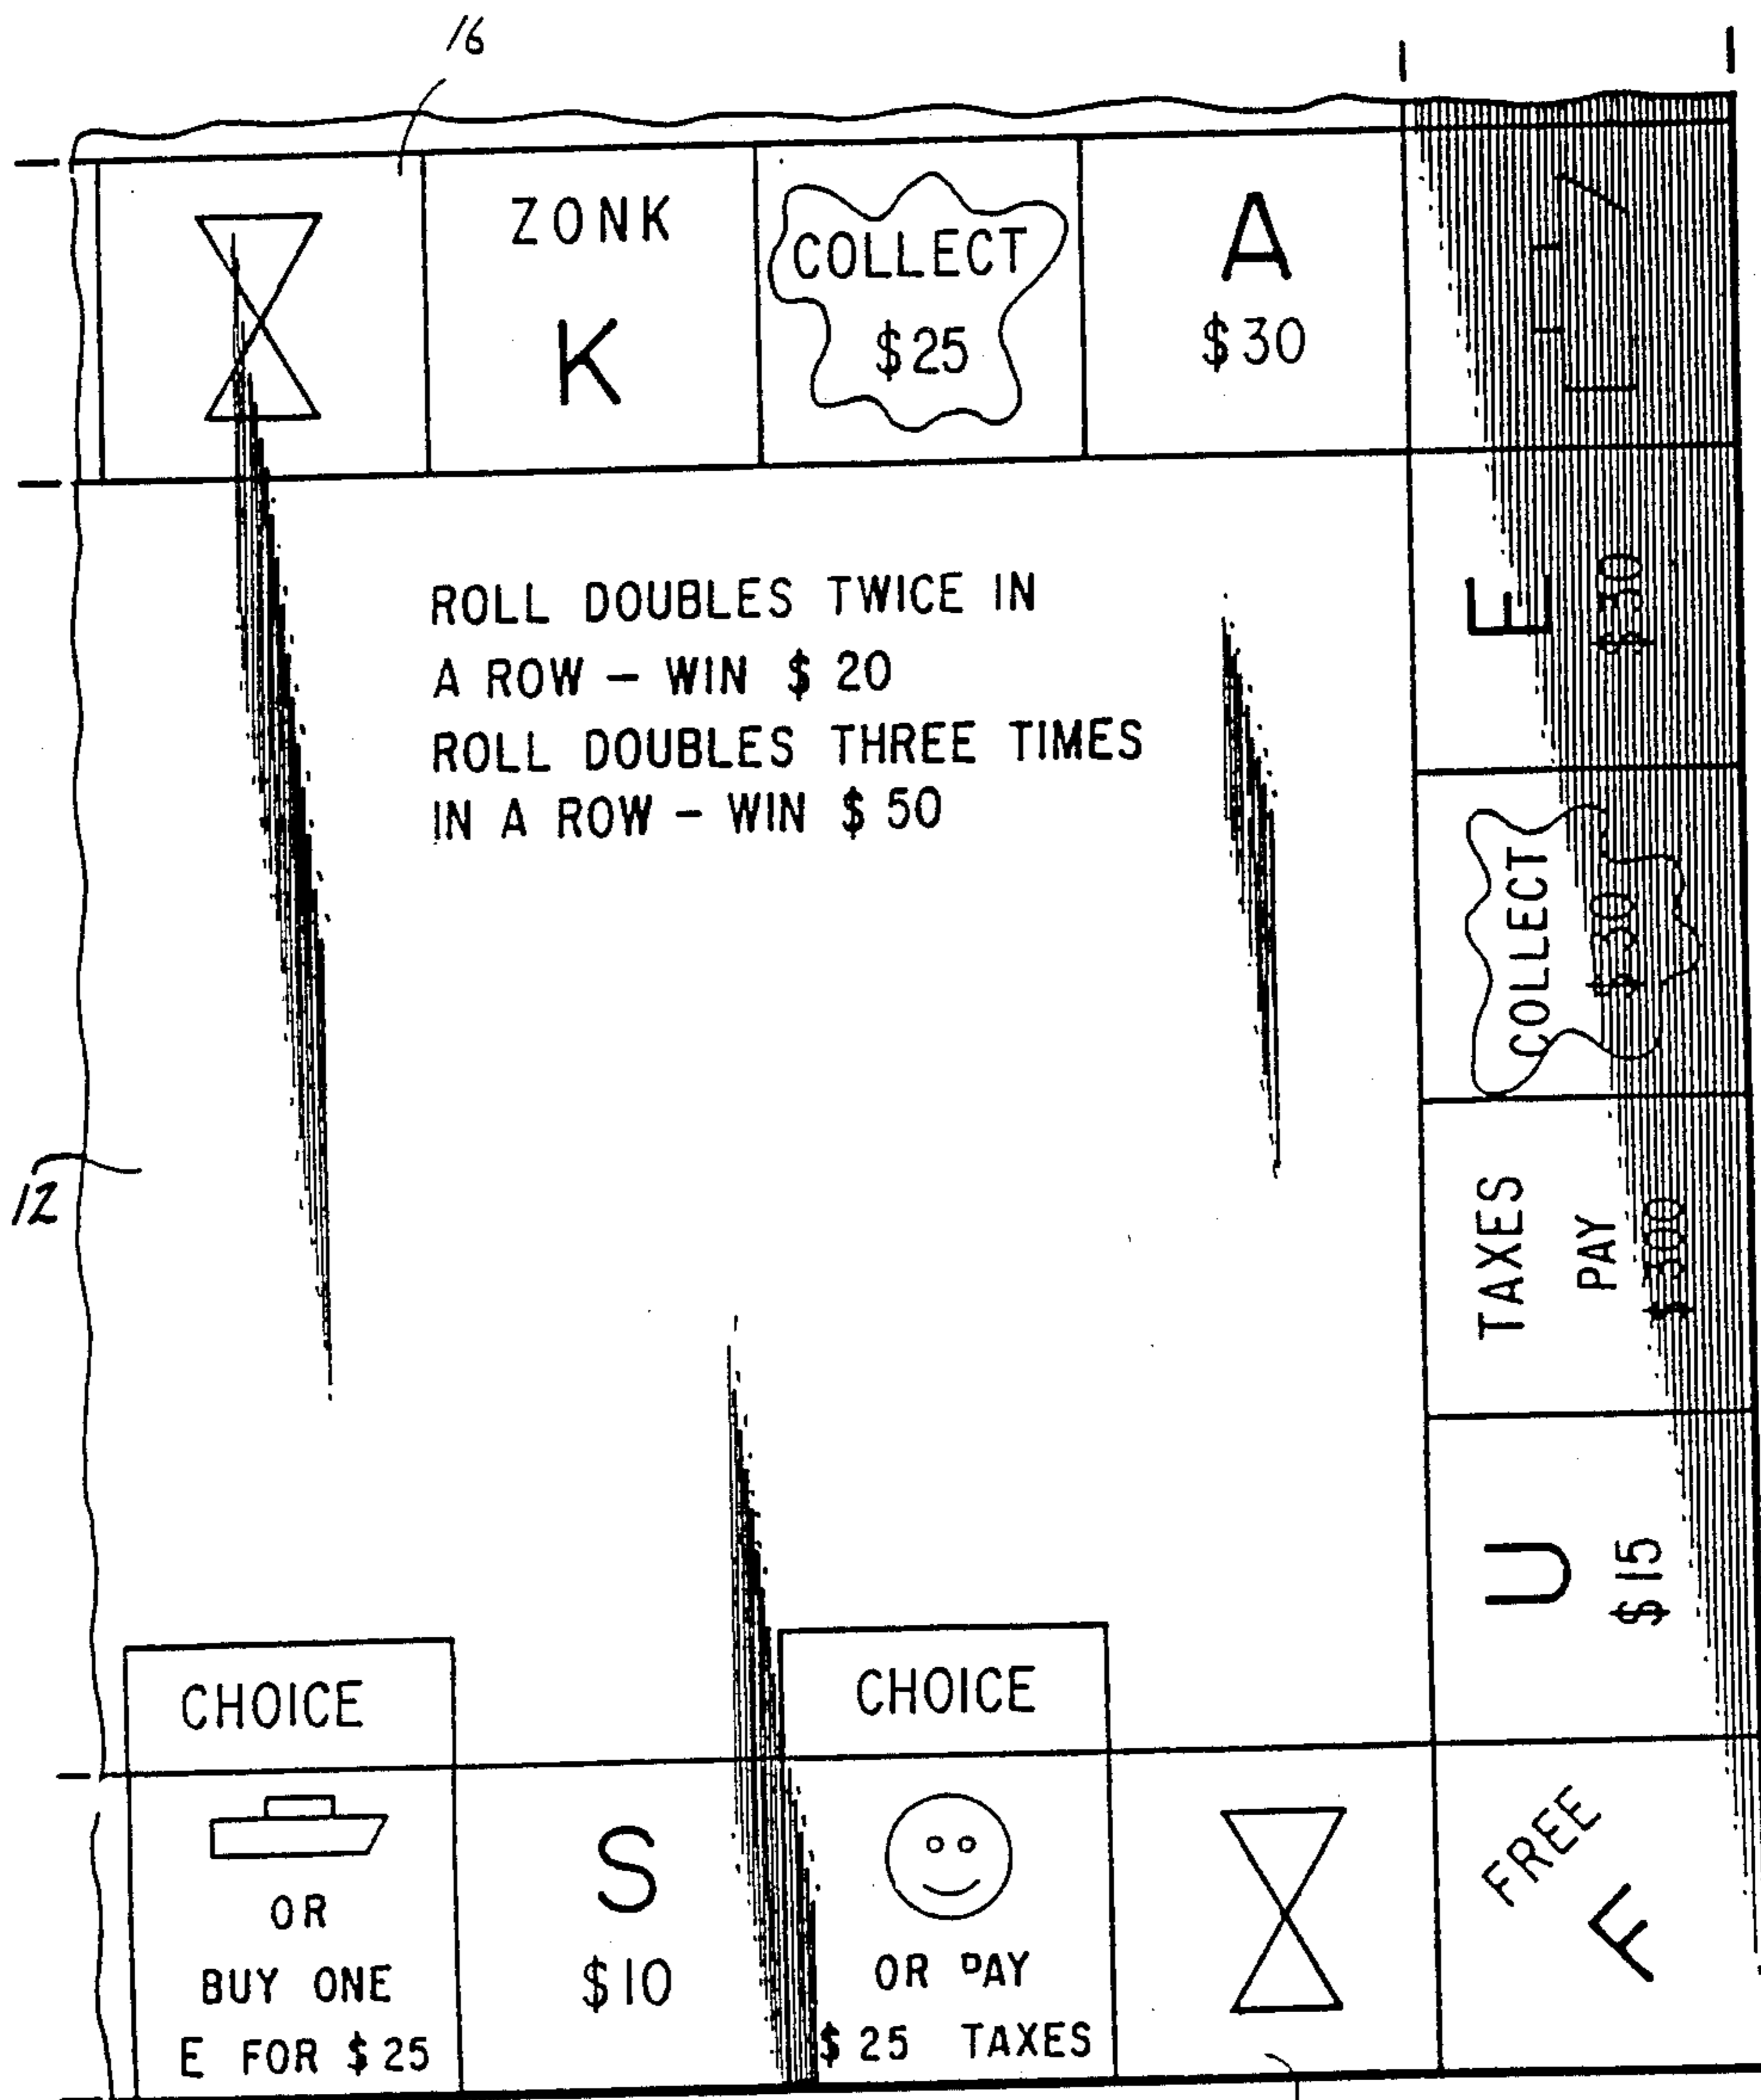 16
ZONK
K
COLLECT
$25
A
$30
E
$30
COLLECT
$30
ROLL DOUBLES TWICE IN
A ROW – WIN $ 20
ROLL DOUBLES THREE TIMES
IN A ROW – WIN $ 50
12
TAXES
PAY
U
$15
CHOICE
OR
BUY ONE
E FOR $25
S
$10
CHOICE
OR PAY
$25 TAXES
FREE
F